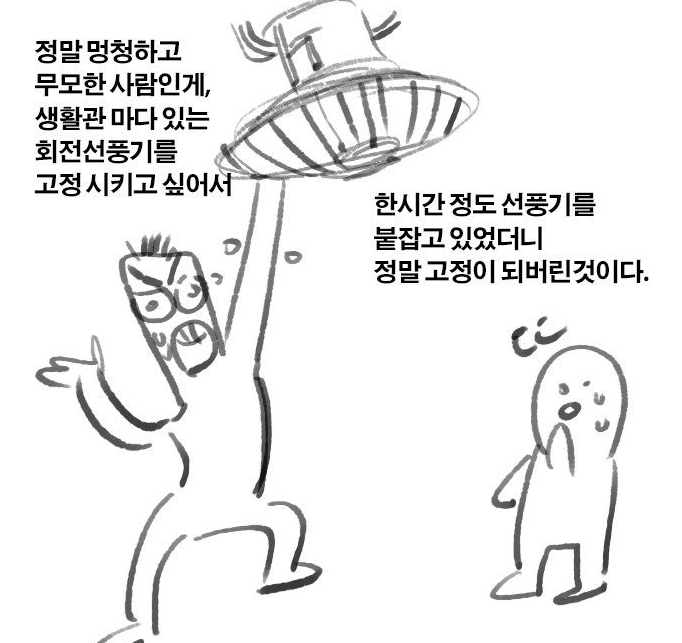 정말 멍청하고
무모한 사람인게,
생활관 마다 있는
회전선풍기를
고정 시키고 싶어서
한시간 정도 선풍기를
붙잡고 있었더니
정말 고정이 되버린것이다.